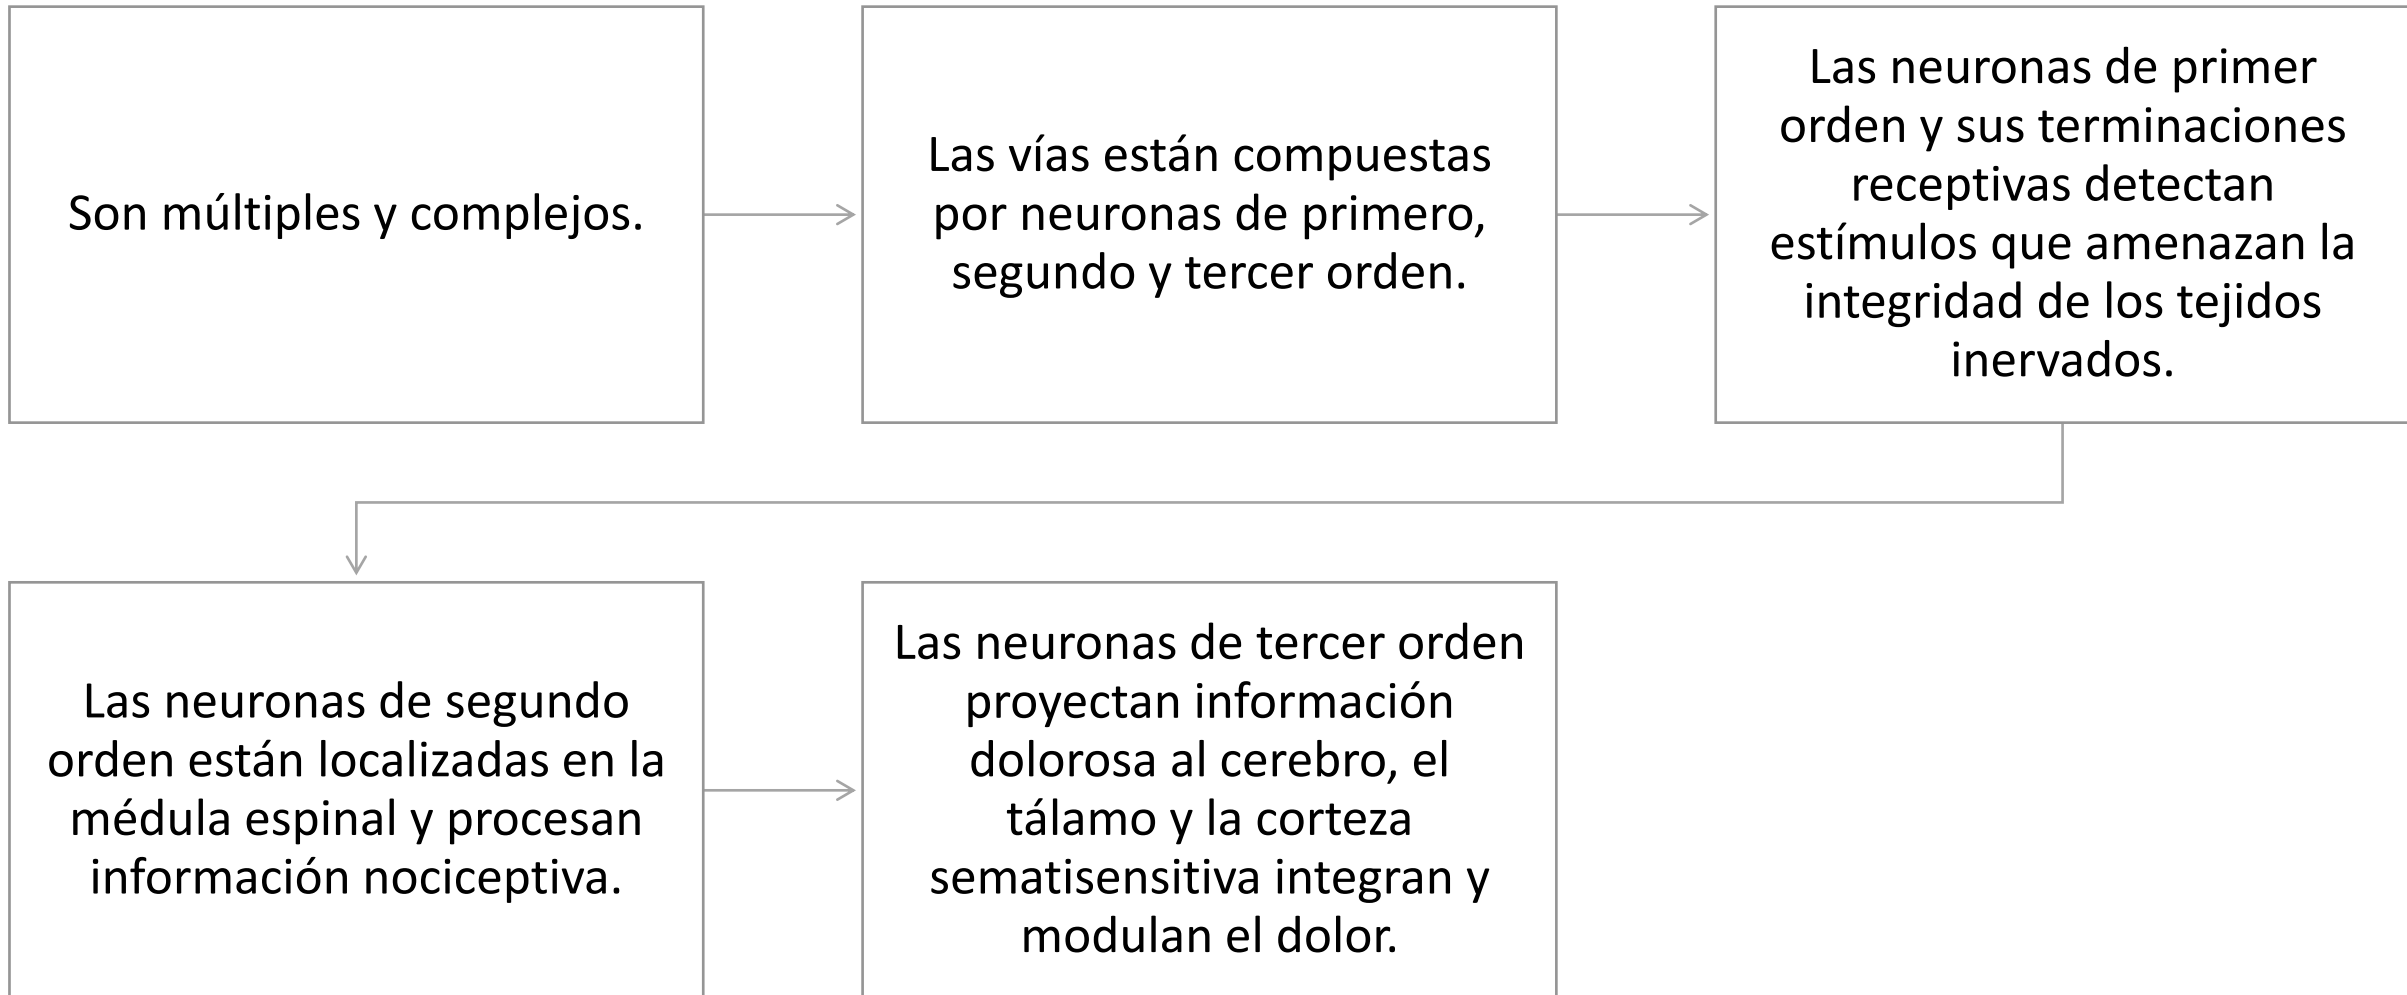 Son múltiples y complejos.
Las vías están compuestas
por neuronas de primero,
segundo y tercer orden.
Las neuronas de primer
orden y sus terminaciones
receptivas detectan
estímulos que amenazan la
integridad de los tejidos
inervados.
Las neuronas de segundo
orden están localizadas en la
médula espinal y procesan
información nociceptiva.
Las neuronas de tercer orden
proyectan información
dolorosa al cerebro, el
tálamo y la corteza
sematisensitiva integran y
modulan el dolor.